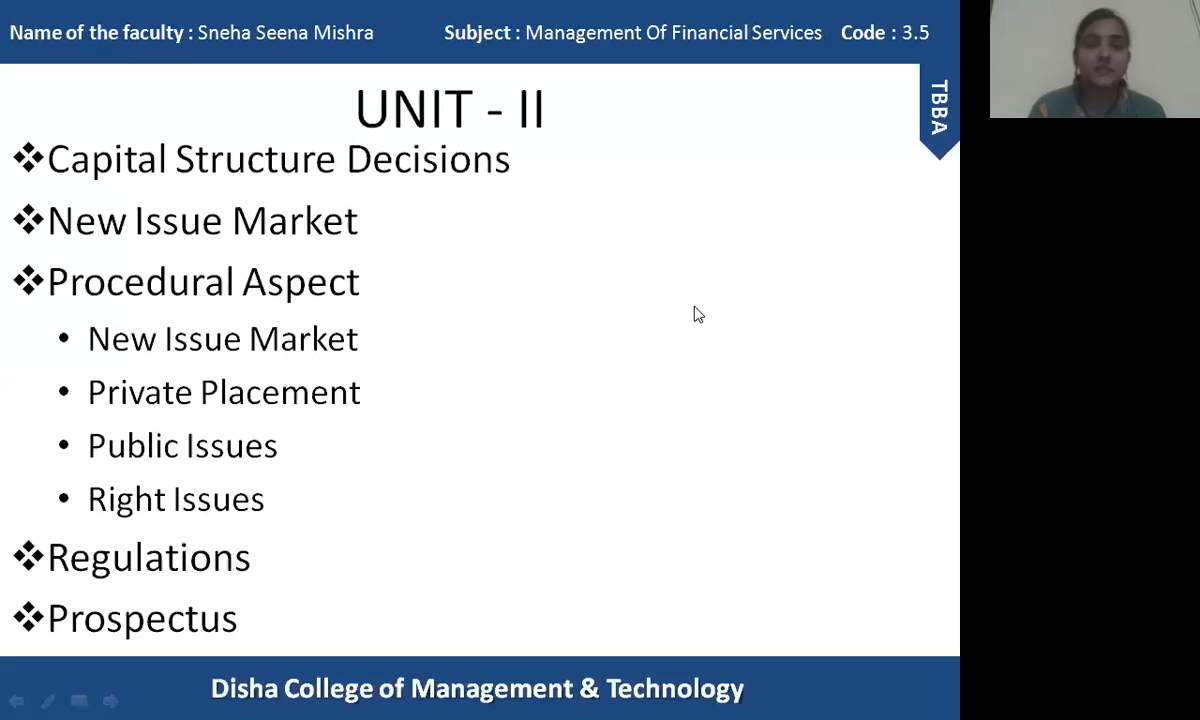 Name of the faculty : Sneha Seena Mishra Subject : Management Of Financial Services Code : 3.5
TBBA
UNIT - II
❖Capital Structure Decisions
❖New Issue Market
❖Procedural Aspect
• New Issue Market
• Private Placement
• Public Issues
• Right Issues
❖Regulations
❖Prospectus
Disha College of Management & Technology